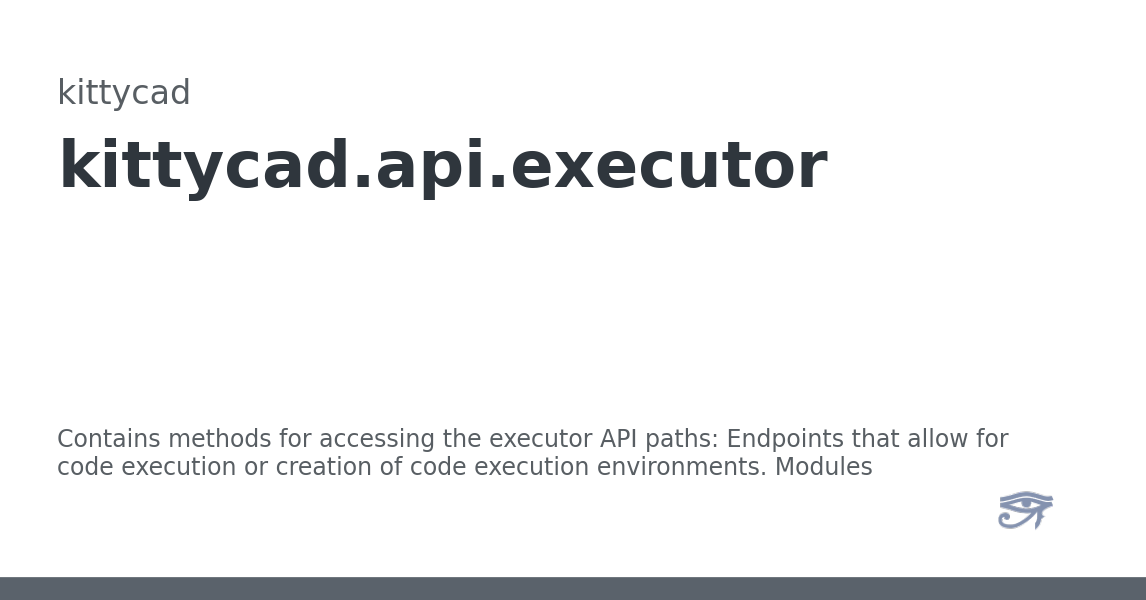 kittycad
kittycad.api.executor
Contains methods for accessing the executor API paths: Endpoints that allow for
code execution or creation of code execution environments. Modules